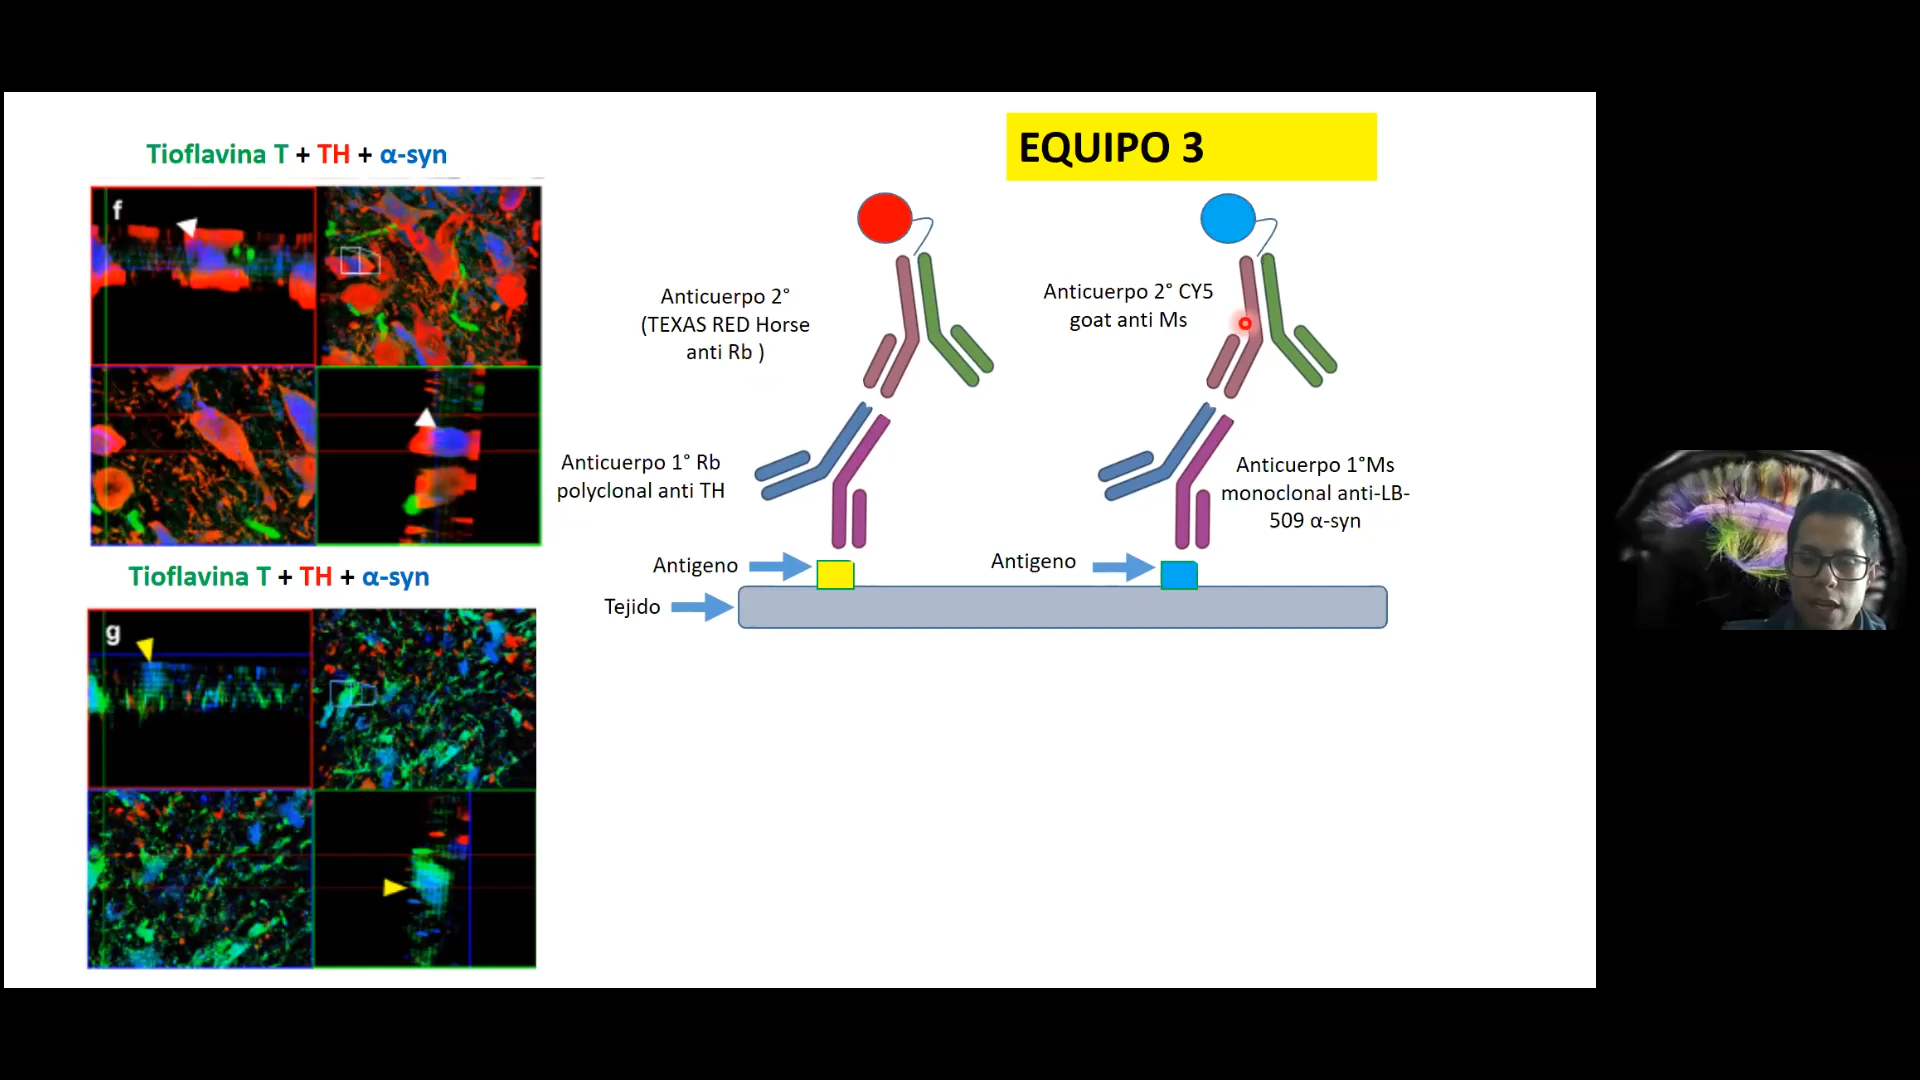 EQUIPO 3
Tioflavina T + TH + α-syn
f
Anticuerpo 2°
(TEXAS RED Horse
anti Rb )
Anticuerpo 2° CY5
goat anti Ms
Anticuerpo 1° Rb
polyclonal anti TH
Anticuerpo 1°Ms
monoclonal anti-LB-
509 α-syn
Antigeno
Antigeno
Tejido
Tioflavina T + TH + α-syn
g